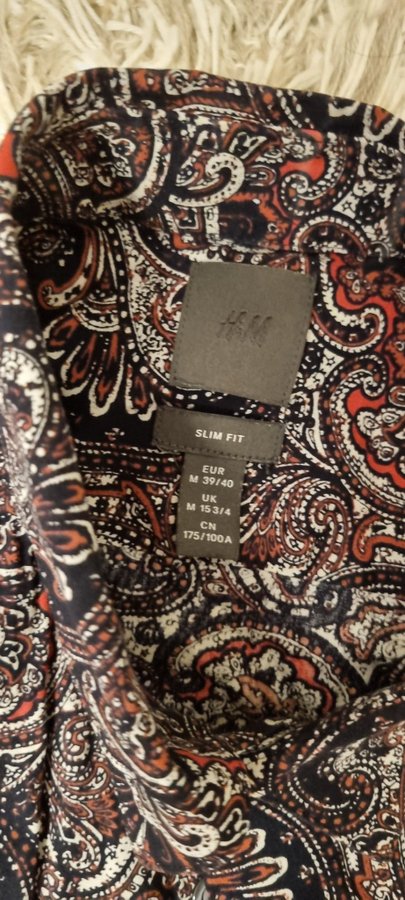 H&M
SLIM FIT
EUR
M 39/40
UK
M 15 3/4
CN
175/100A